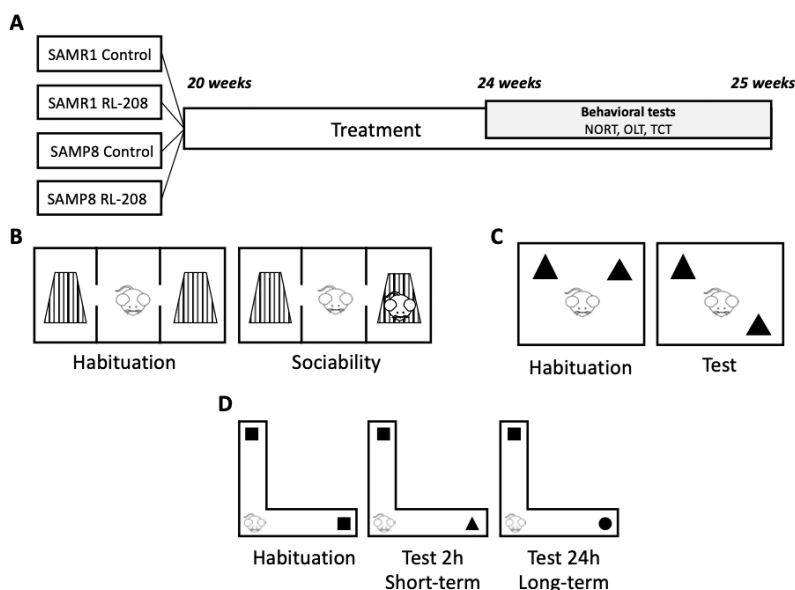 A
SAMR1 Control
SAMR1 RL-208
SAMP8 Control
SAMP8 RL-208
20 weeks
24 weeks
25 weeks
Treatment
Behavioral tests
NORT, OLT, TCT
B
Habituation
Sociability
C
Habituation
Test
D
Habituation
Test 2h
Short-term
Test 24h
Long-term